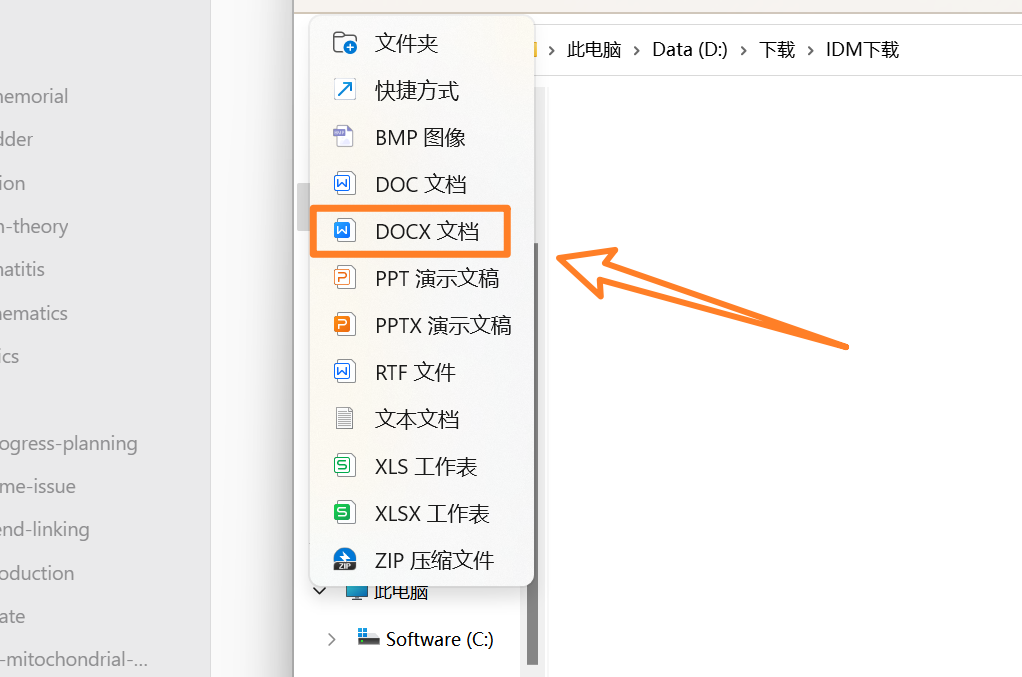 文件夹
快捷方式
BMP 图像
DOC 文档
DOCX 文档
PPT 演示文稿
PPTX 演示文稿
RTF 文件
文本文档
XLS 工作表
XLSX 工作表
ZIP 压缩文件
此电脑 > Data (D:) > 下载 > IDM下载
此电脑
Software (C:)
emorial
dder
ion
n-theory
natitis
ematics
ics
ogress-planning
me-issue
end-linking
oduction
ate
-mitochondrial-...